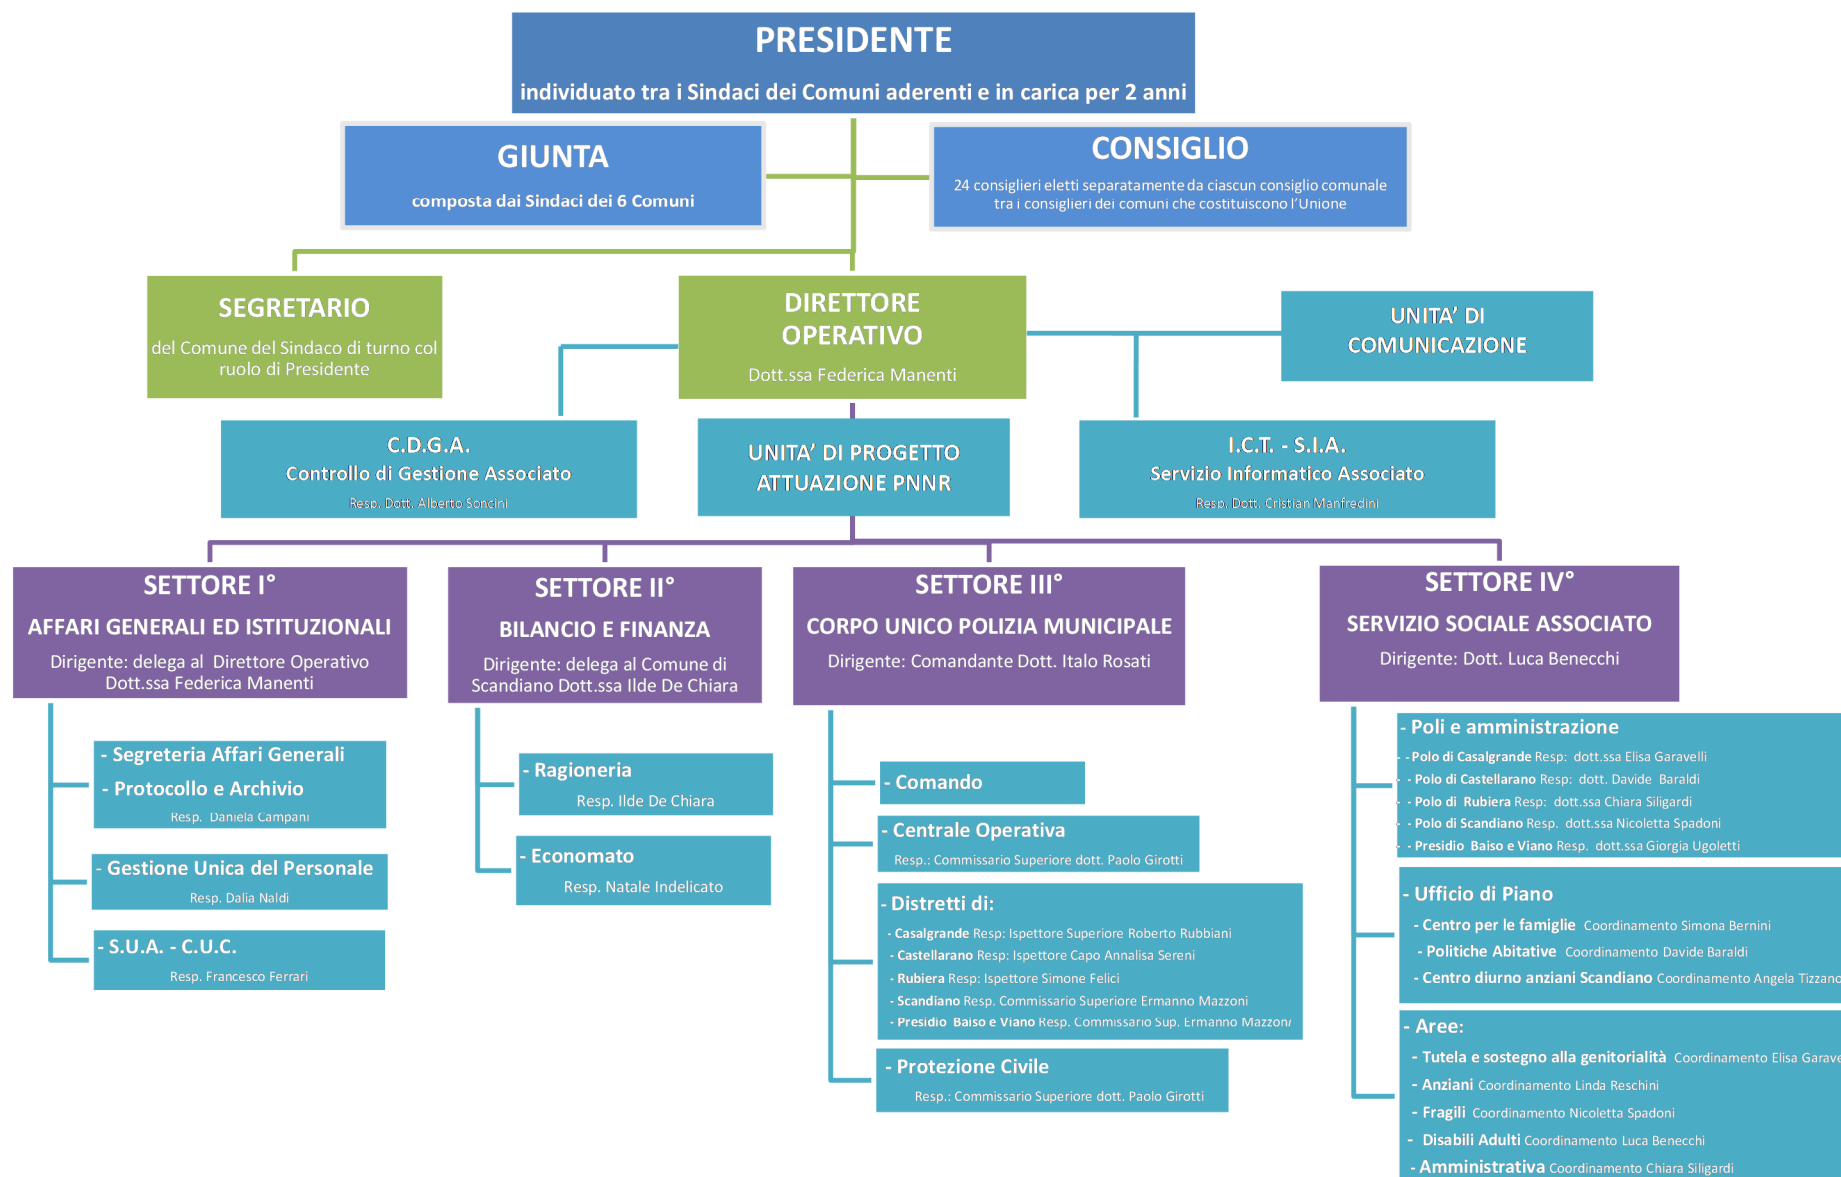 PRESIDENTE
individuato tra i Sindaci dei Comuni aderenti e in carica per 2 anni
GIUNTA
composta dai Sindaci dei 6 Comuni
CONSIGLIO
24 consiglieri eletti separatamente da ciascun consiglio comunale
tra i consiglieri dei comuni che costituiscono l’Unione
SEGRETARIO
del Comune del Sindaco di turno col
ruolo di Presidente
DIRETTORE
OPERATIVO
Dott.ssa Federica Manenti
UNITA’ DI
COMUNICAZIONE
C.D.G.A.
Controllo di Gestione Associato
Resp. Dott. Alberto Soncini
UNITA’ DI PROGETTO
ATTUAZIONE PNNR
I.C.T. - S.I.A.
Servizio Informatico Associato
Resp. Dott. Cristian Manfredini
SETTORE I°
AFFARI GENERALI ED ISTITUZIONALI
Dirigente: delega al Direttore Operativo
Dott.ssa Federica Manenti
- Segreteria Affari Generali
- Protocollo e Archivio
Resp. Daniela Campani
- Gestione Unica del Personale
Resp. Dalia Naldi
- S.U.A. - C.U.C.
Resp. Francesco Ferrari
SETTORE II°
BILANCIO E FINANZA
Dirigente: delega al Comune di
Scandiano Dott.ssa Ilde De Chiara
- Ragioneria
Resp. Ilde De Chiara
- Economato
Resp. Natale Indelicato
SETTORE III°
CORPO UNICO POLIZIA MUNICIPALE
Dirigente: Comandante Dott. Italo Rosati
- Comando
- Centrale Operativa
Resp.: Commissario Superiore dott. Paolo Girotti
- Distretti di:
- Casalgrande Resp: Ispettore Superiore Roberto Rubbiani
- Castellarano Resp: Ispettore Capo Annalisa Sereni
- Rubiera Resp: Ispettore Simone Felici
- Scandiano Resp. Commissario Superiore Ermanno Mazzoni
- Presidio Baiso e Viano Resp. Commissario Sup. Ermanno Mazzoni
- Protezione Civile
Resp.: Commissario Superiore dott. Paolo Girotti
SETTORE IV°
SERVIZIO SOCIALE ASSOCIATO
Dirigente: Dott. Luca Benecchi
- Poli e amministrazione
- - Polo di Casalgrande Resp: dott.ssa Elisa Garavelli
- - Polo di Castellarano Resp: dott. Davide Baraldi
- - Polo di Rubiera Resp: dott.ssa Chiara Siligardi
- - Polo di Scandiano Resp. dott.ssa Nicoletta Spadoni
- - Presidio Baiso e Viano Resp. dott.ssa Giorgia Ugoletti
- Ufficio di Piano
- Centro per le famiglie Coordinamento Simona Bernini
- Politiche Abitative Coordinamento Davide Baraldi
- Centro diurno anziani Scandiano Coordinamento Angela Tizzano
- Aree:
- Tutela e sostegno alla genitorialità Coordinamento Elisa
- Anziani Coordinamento Linda Reschini
- Fragili Coordinamento Nicoletta Spadoni
- Disabili Adulti Coordinamento Luca Benecchi
- Amministrativa Coordinamento Chiara Siligardi